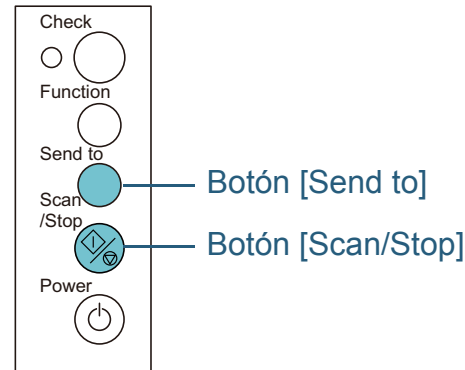 Check
Function
Send to
Botón [Send to]
Scan
/Stop
Botón [Scan/Stop]
Power